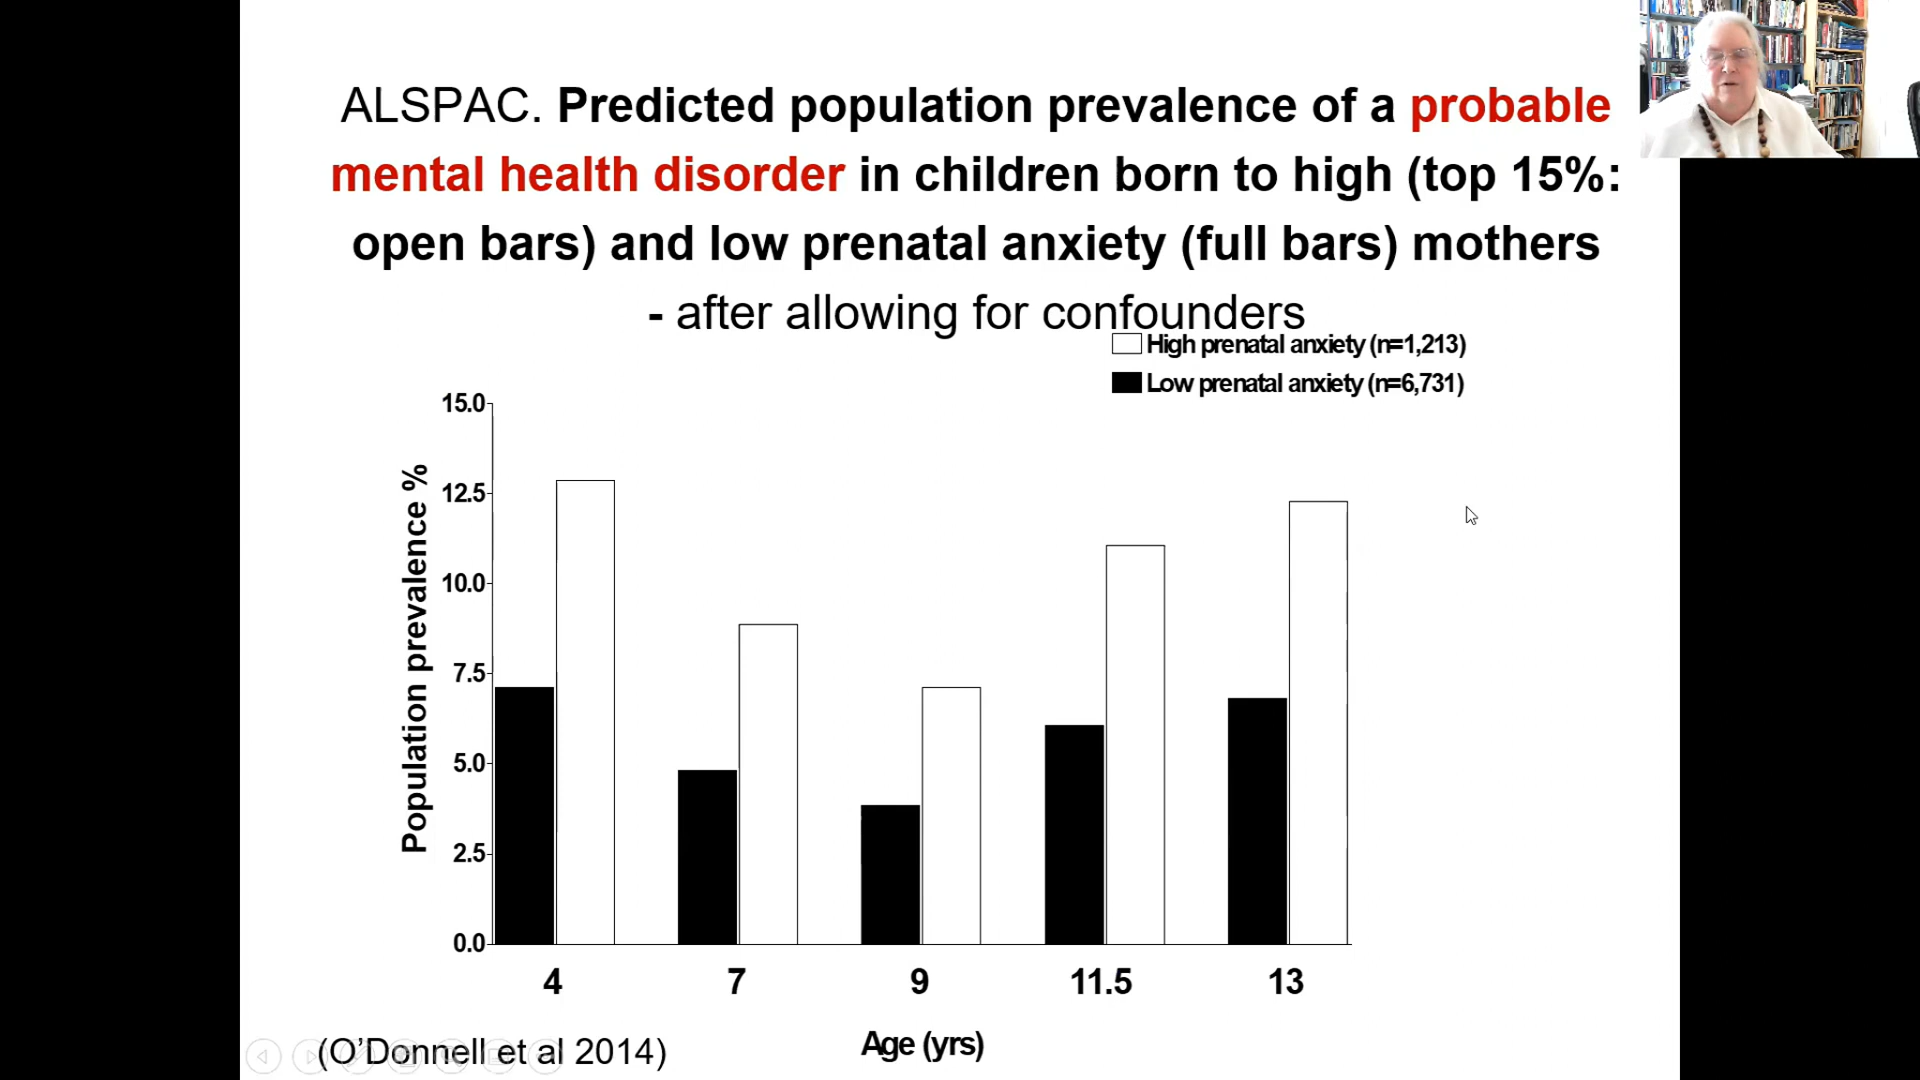 ALSPAC. Predicted population prevalence of a probable
mental health disorder in children born to high (top 15%:
open bars) and low prenatal anxiety (full bars) mothers
- after allowing for confounders
High prenatal anxiety (n=1,213)
Low prenatal anxiety (n=6,731)
Population prevalence %
15.0
12.5
10.0
7.5
5.0
2.5
0.0
4 7 9 11.5 13
Age (yrs)
(O’Donnell et al 2014)